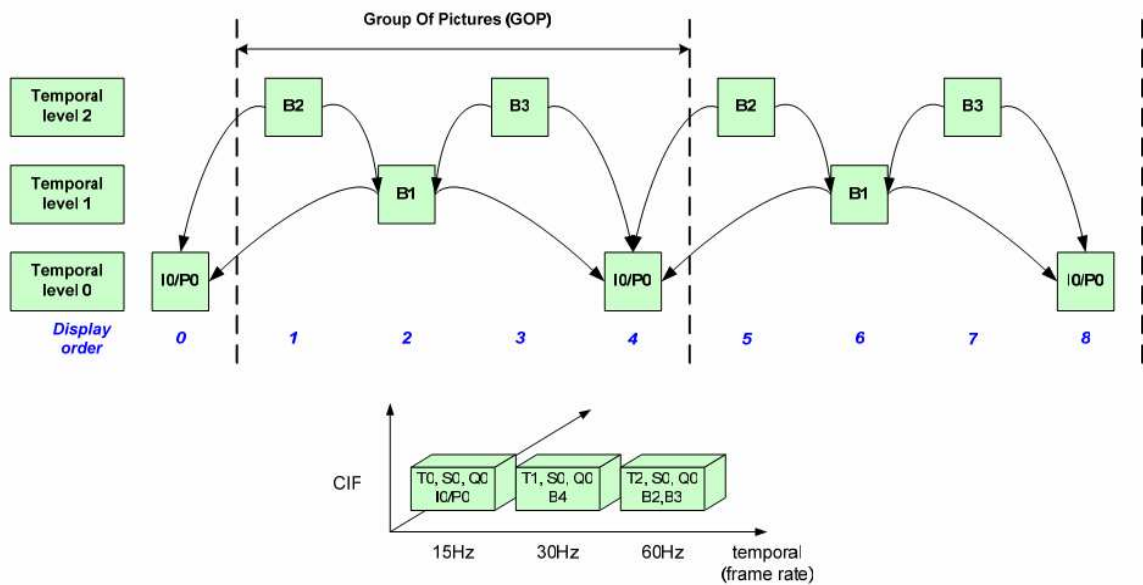 Group Of Pictures (GOP)
Temporal
level 2
B2
B3
B2
B3
Temporal
level 1
B1
B1
Temporal
level 0
I0/P0
I0/P0
I0/P0
Display
order
0
1
2
3
4
5
6
7
8
CIF
T0, S0, Q0
I0/P0
T1, S0, Q0
B4
T2, S0, Q0
B2,B3
15Hz
30Hz
60Hz
temporal
(frame rate)